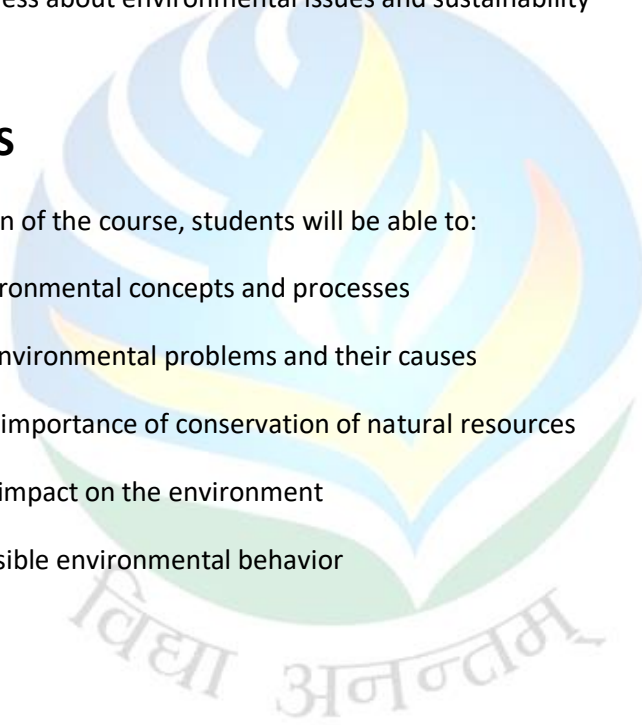 ess about environmental issues and sustainability
S
n of the course, students will be able to:
ronmental concepts and processes
nvironmental problems and their causes
importance of conservation of natural resources
impact on the environment
sible environmental behavior
विद्या अनन्तम्